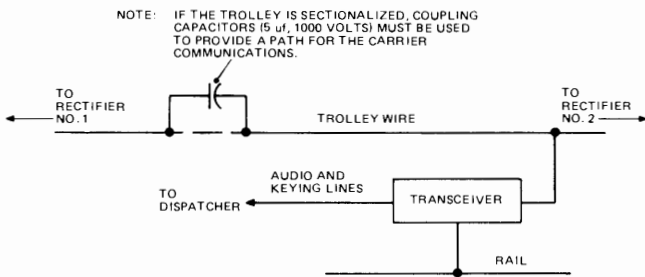 NOTE: IF THE TROLLEY IS SECTIONALIZED, COUPLING
CAPACITORS (5 uf, 1000 VOLTS) MUST BE USED
TO PROVIDE A PATH FOR THE CARRIER
COMMUNICATIONS.
TO
RECTIFIER
NO. 1
TO
RECTIFIER
NO. 2
TROLLEY WIRE
AUDIO AND
KEYING LINES
TO
DISPATCHER
TRANSCEIVER
RAIL